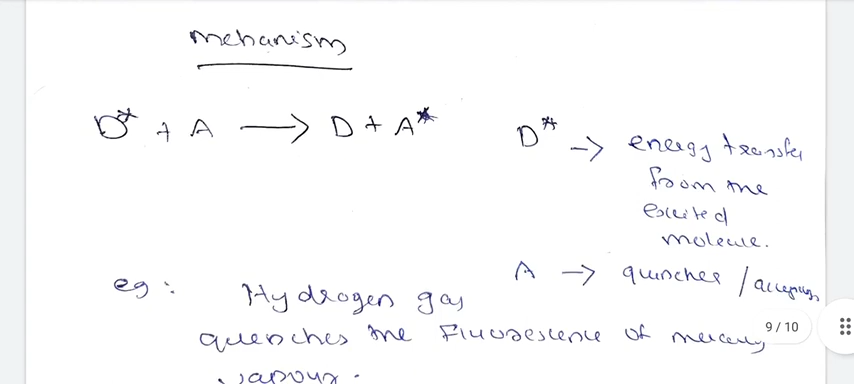 mehanism
D* + A → D + A*
D* → energy transfer
from the
excited
molecule.
A → quencher /
eg: Hydrogen gas
quenches the Fluorescence of mercury
vapour.
9 / 10